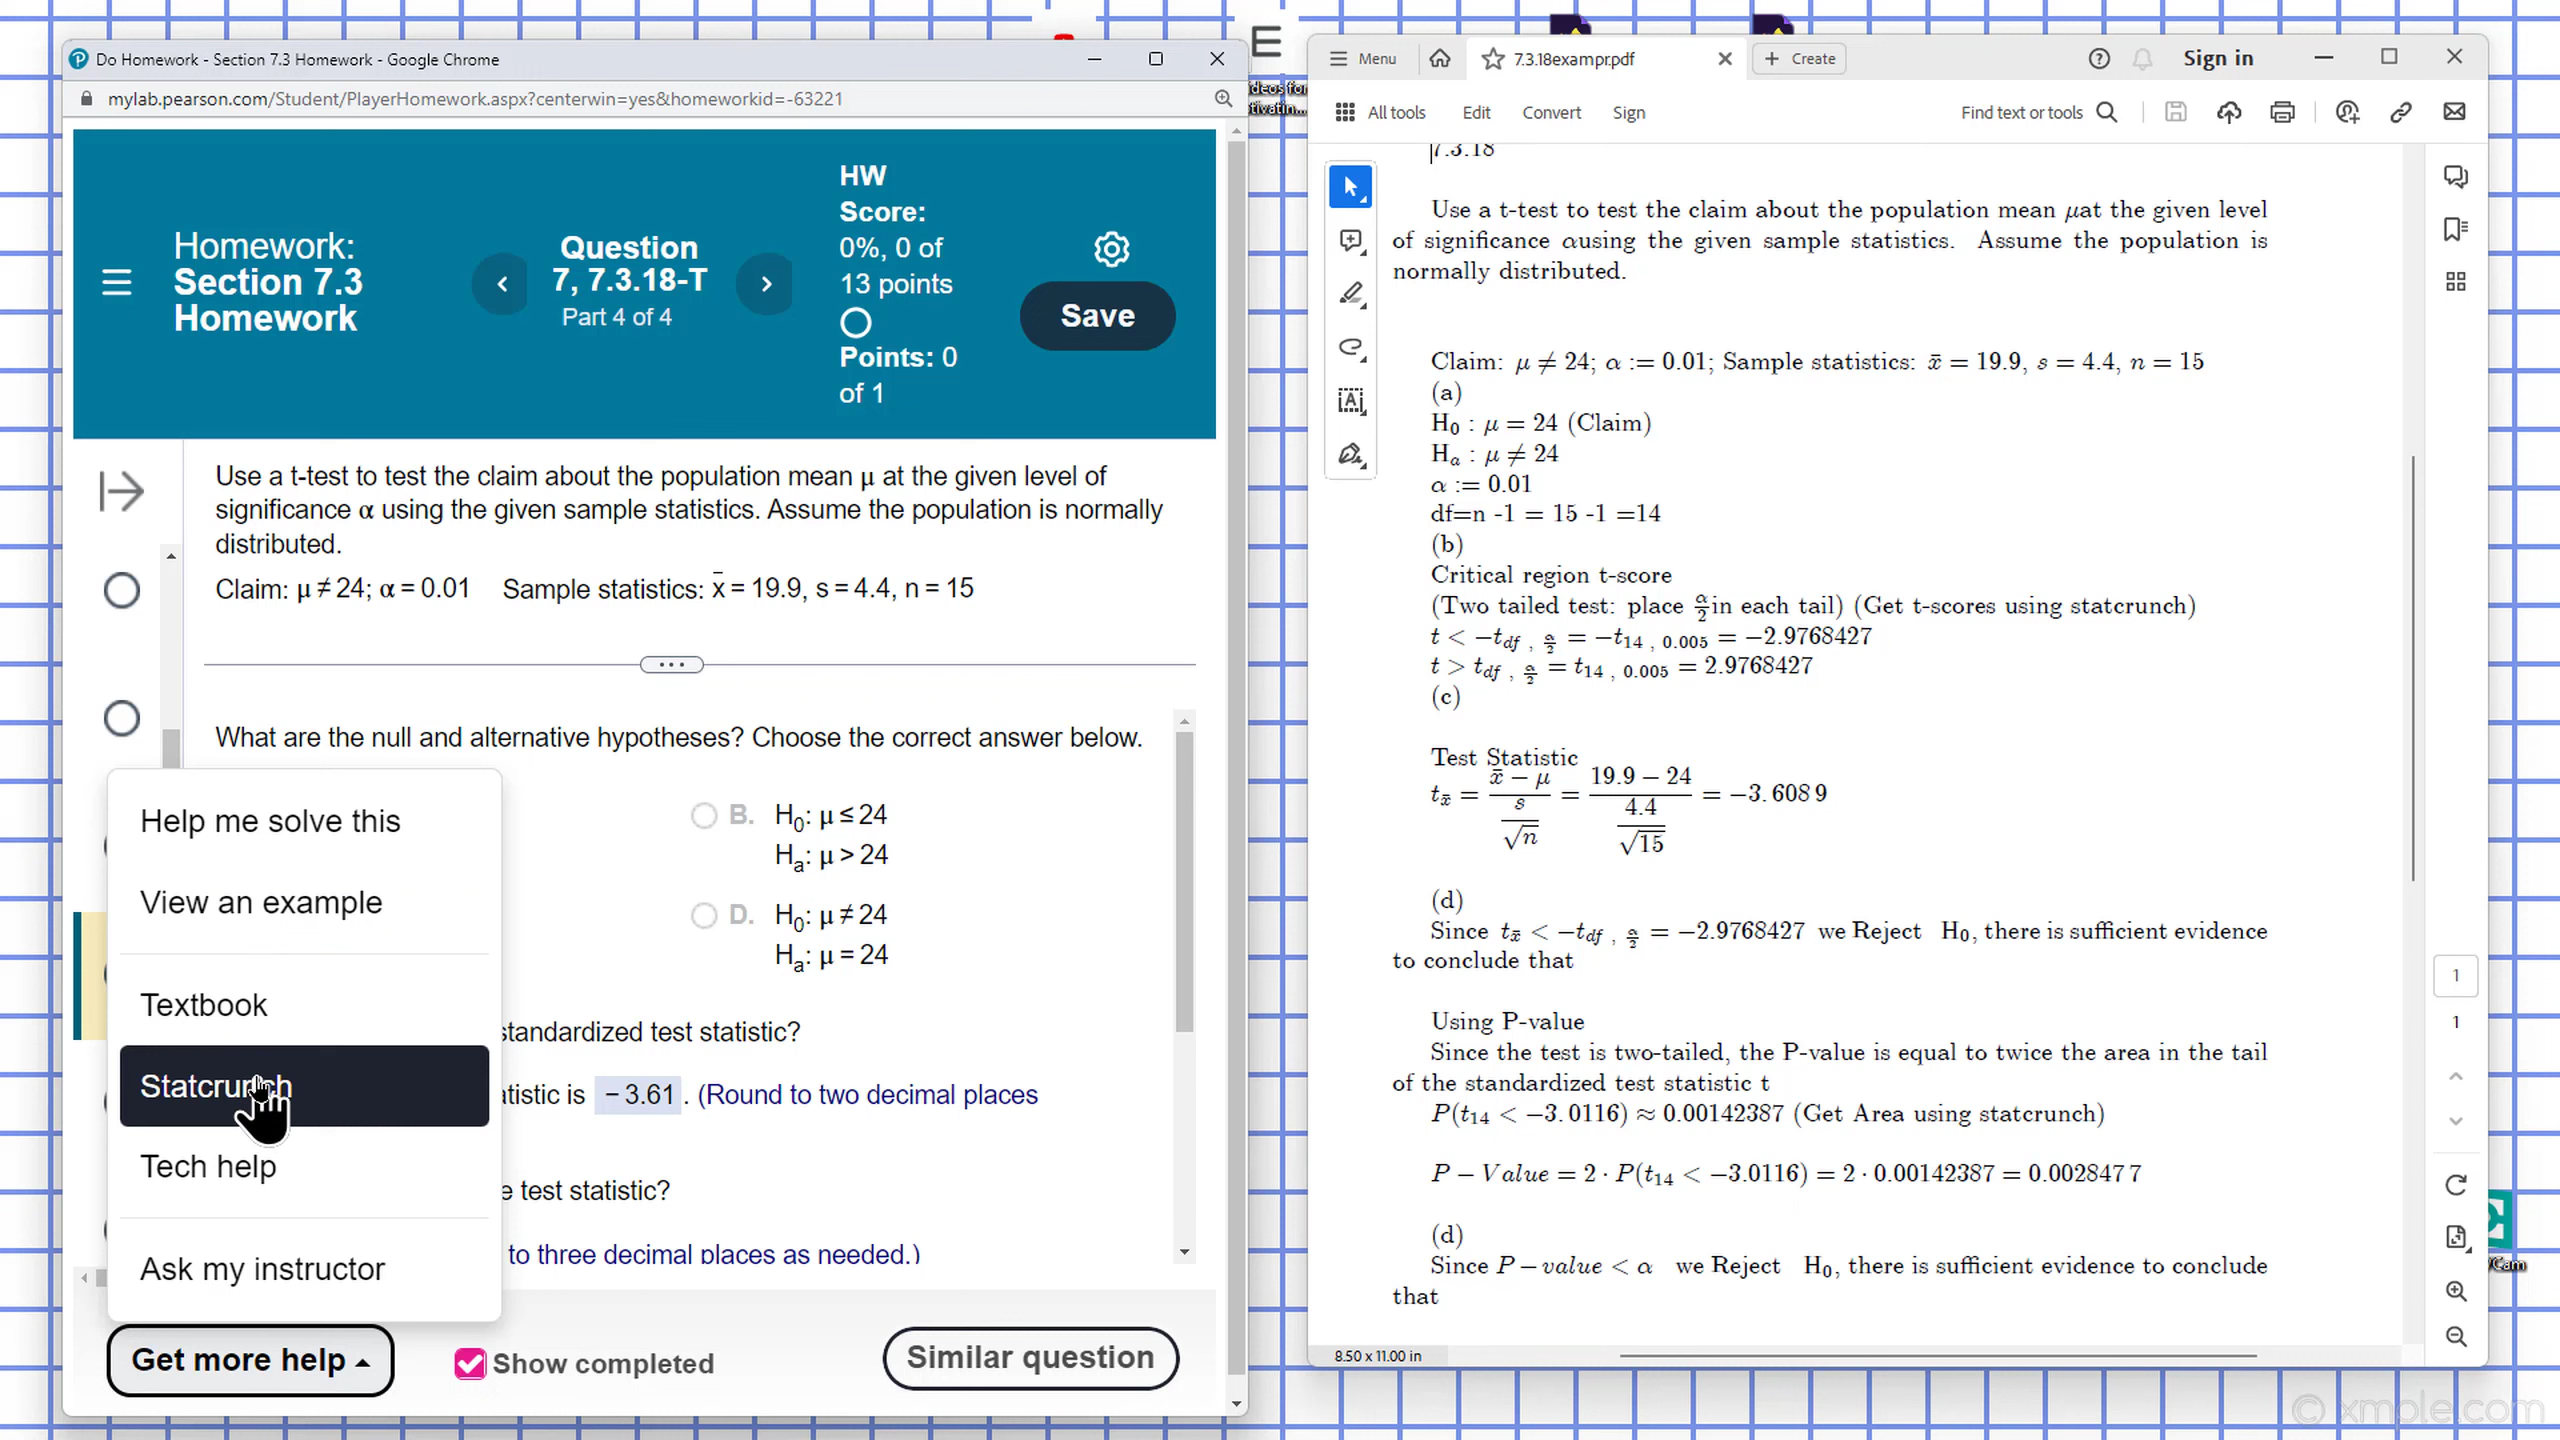 Do Homework - Section 7.3 Homework - Google Chrome
mylab.pearson.com/Student/PlayerHomework.aspx?centerwin=yes&homeworkid=-63221
Homework:
Section 7.3
Homework
Question
7, 7.3.18-T
Part 4 of 4
HW
Score:
0%, 0 of
13 points
Points: 0
of 1
Save
Use a t-test to test the claim about the population mean μ at the given level of
significance α using the given sample statistics. Assume the population is normally
distributed.
Claim: μ ≠ 24; α = 0.01 Sample statistics: x̄ = 19.9, s = 4.4, n = 15
What are the null and alternative hypotheses? Choose the correct answer below.
B. H0: μ ≤ 24
Ha: μ > 24
D. H0: μ ≠ 24
Ha: μ = 24
standardized test statistic?
atistic is −3.61. (Round to two decimal places
e test statistic?
to three decimal places as needed.)
Help me solve this
View an example
Textbook
Statcrunch
Tech help
Ask my instructor
Get more help
Show completed
Similar question
deos for
tivatin...
Menu
7.3.18exampr.pdf
Create
Sign in
All tools
Edit
Convert
Sign
Find text or tools
7.3.18
Use a t-test to test the claim about the population mean μat the given level
of significance αusing the given sample statistics. Assume the population is
normally distributed.
Claim: μ ≠ 24; α := 0.01; Sample statistics: x̄ = 19.9, s = 4.4, n = 15
(a)
H0 : μ = 24 (Claim)
Ha : μ ≠ 24
α := 0.01
df=n -1 = 15 -1 =14
(b)
Critical region t-score
(Two tailed test: place α/2 in each tail) (Get t-scores using statcrunch)
t < −tdf , α/2 = −t14 , 0.005 = −2.9768427
t > tdf , α/2 = t14 , 0.005 = 2.9768427
(c)
Test Statistic
tx̄ = (x̄ − μ)/(s/√n) = (19.9 − 24)/(4.4/√15) = −3.6089
(d)
Since tx̄ < −tdf , α/2 = −2.9768427 we Reject H0, there is sufficient evidence
to conclude that
Using P-value
Since the test is two-tailed, the P-value is equal to twice the area in the tail
of the standardized test statistic t
P(t14 < −3.0116) ≈ 0.00142387 (Get Area using statcrunch)
P − Value = 2 · P(t14 < −3.0116) = 2 · 0.00142387 = 0.0028477
(d)
Since P − value < α we Reject H0, there is sufficient evidence to conclude
that
8.50 x 11.00 in
1
1
Cam
© xmole.com